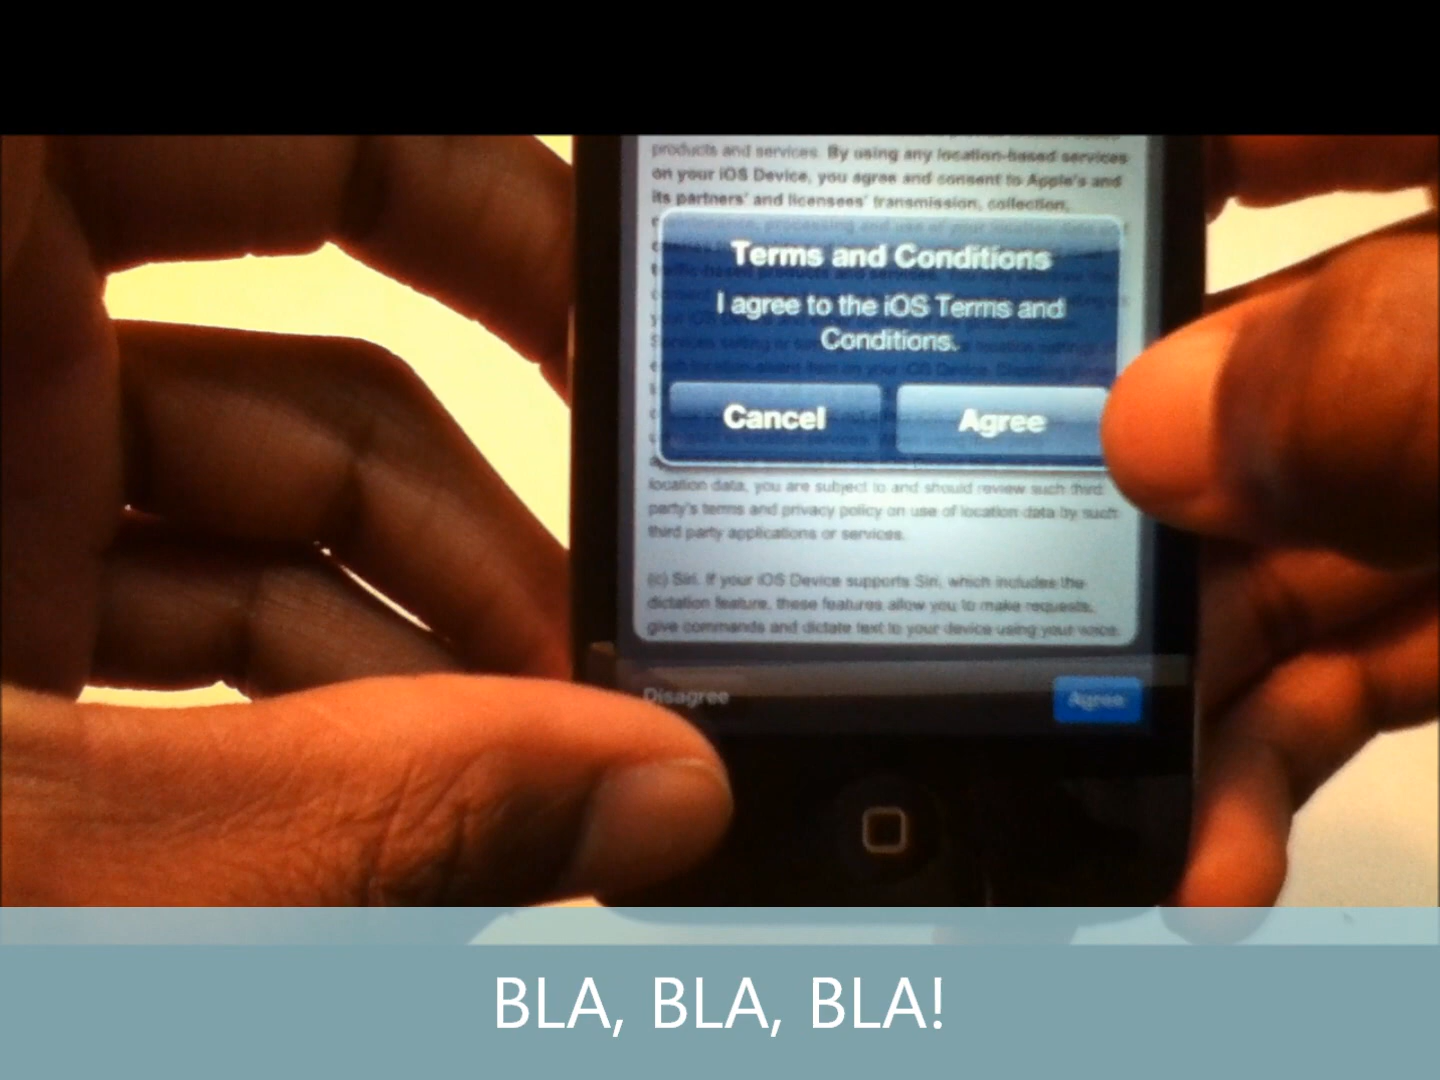 products and services. By using any location-based services
on your iOS Device, you agree and consent to Apple's and
its partners' and licensees' transmission, collection,
Terms and Conditions
I agree to the iOS Terms and
Conditions.
Cancel
Agree
location data, you are subject to and should review such third
party's terms and privacy policy on use of location data by such
third party applications or services.
(c) Siri. If your iOS Device supports Siri, which includes the
dictation feature, these features allow you to make requests,
give commands and dictate text to your device using your voice.
Disagree
Agree
BLA, BLA, BLA!